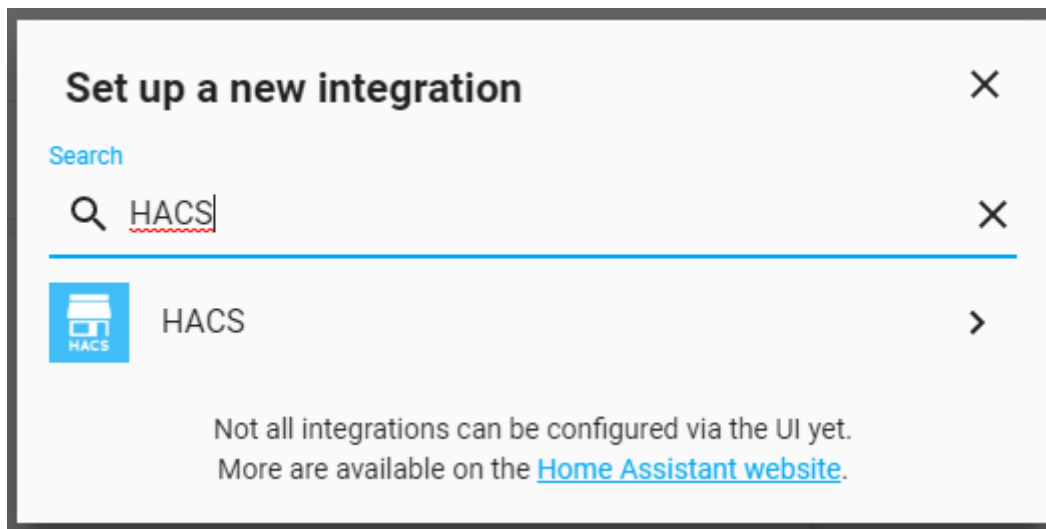 Set up a new integration
Search
HACS
HACS
HACS
Not all integrations can be configured via the UI yet.
More are available on the Home Assistant website.